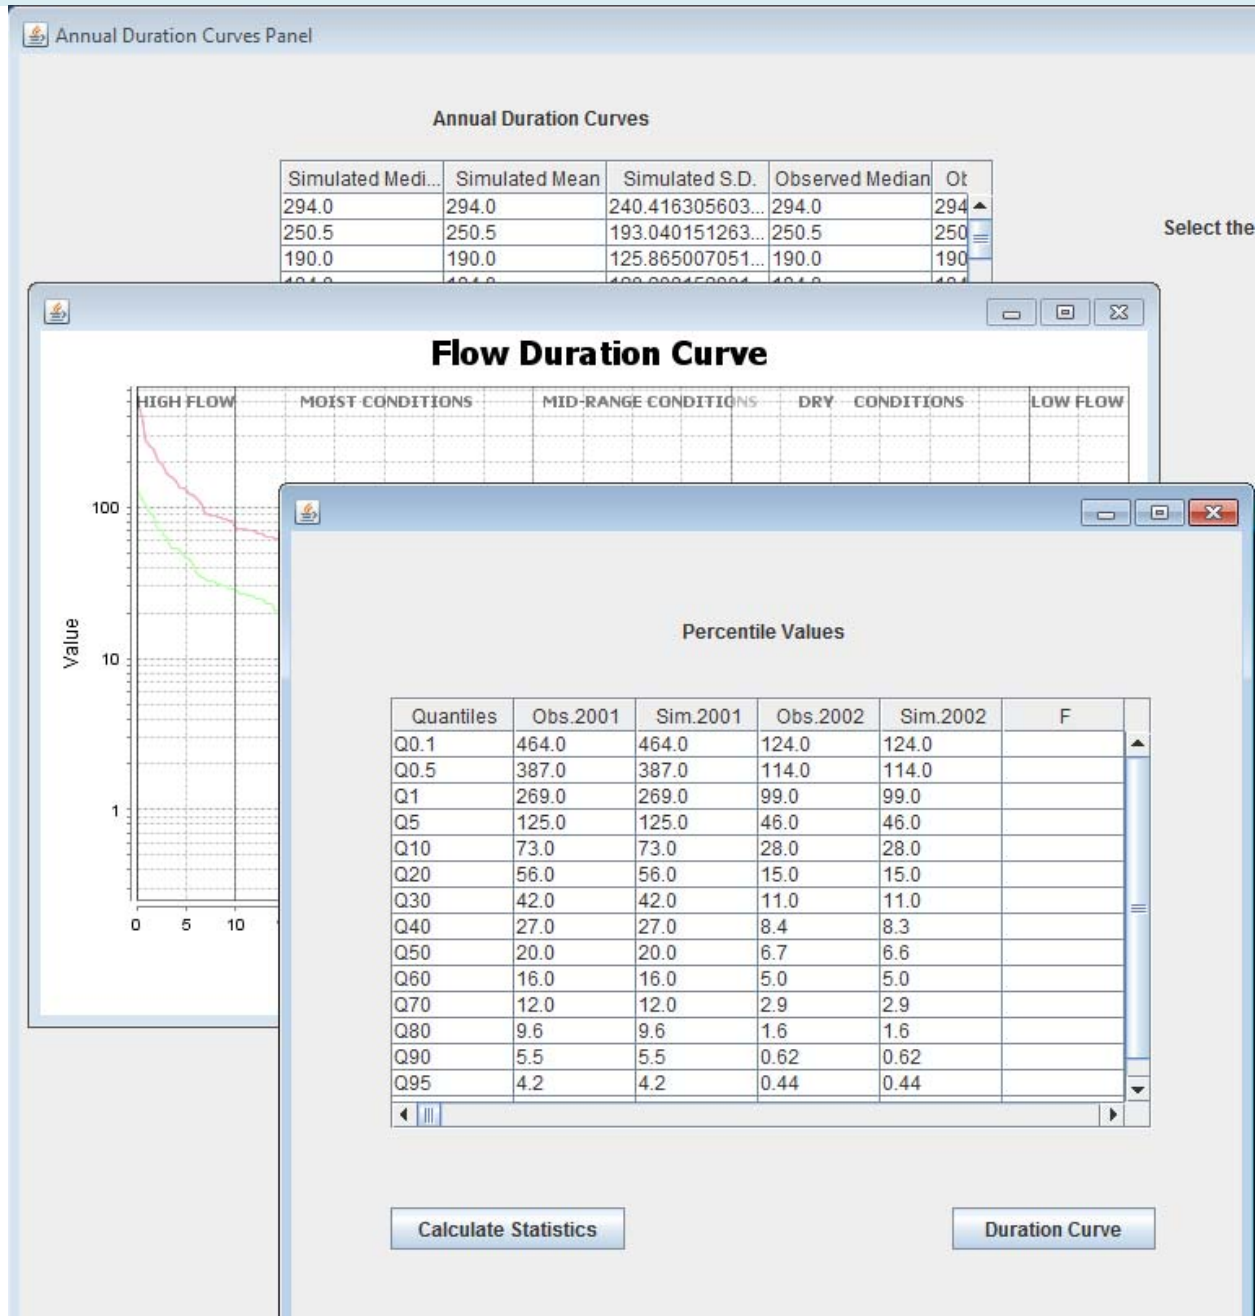 Annual Duration Curves Panel
Annual Duration Curves
Simulated Medi... Simulated Mean Simulated S.D. Observed Median
294.0 294.0 240.416305603... 294.0 294
250.5 250.5 193.040151263... 250.5 250
190.0 190.0 125.865007051... 190.0 190
Select the
Flow Duration Curve
HIGH FLOW MOIST CONDITIONS MID-RANGE CONDITIONS DRY CONDITIONS LOW FLOW
100
10
1
Value
0 5 10
Percentile Values
Quantiles Obs.2001 Sim.2001 Obs.2002 Sim.2002 F
Q0.1 464.0 464.0 124.0 124.0
Q0.5 387.0 387.0 114.0 114.0
Q1 269.0 269.0 99.0 99.0
Q5 125.0 125.0 46.0 46.0
Q10 73.0 73.0 28.0 28.0
Q20 56.0 56.0 15.0 15.0
Q30 42.0 42.0 11.0 11.0
Q40 27.0 27.0 8.4 8.3
Q50 20.0 20.0 6.7 6.6
Q60 16.0 16.0 5.0 5.0
Q70 12.0 12.0 2.9 2.9
Q80 9.6 9.6 1.6 1.6
Q90 5.5 5.5 0.62 0.62
Q95 4.2 4.2 0.44 0.44
Calculate Statistics
Duration Curve